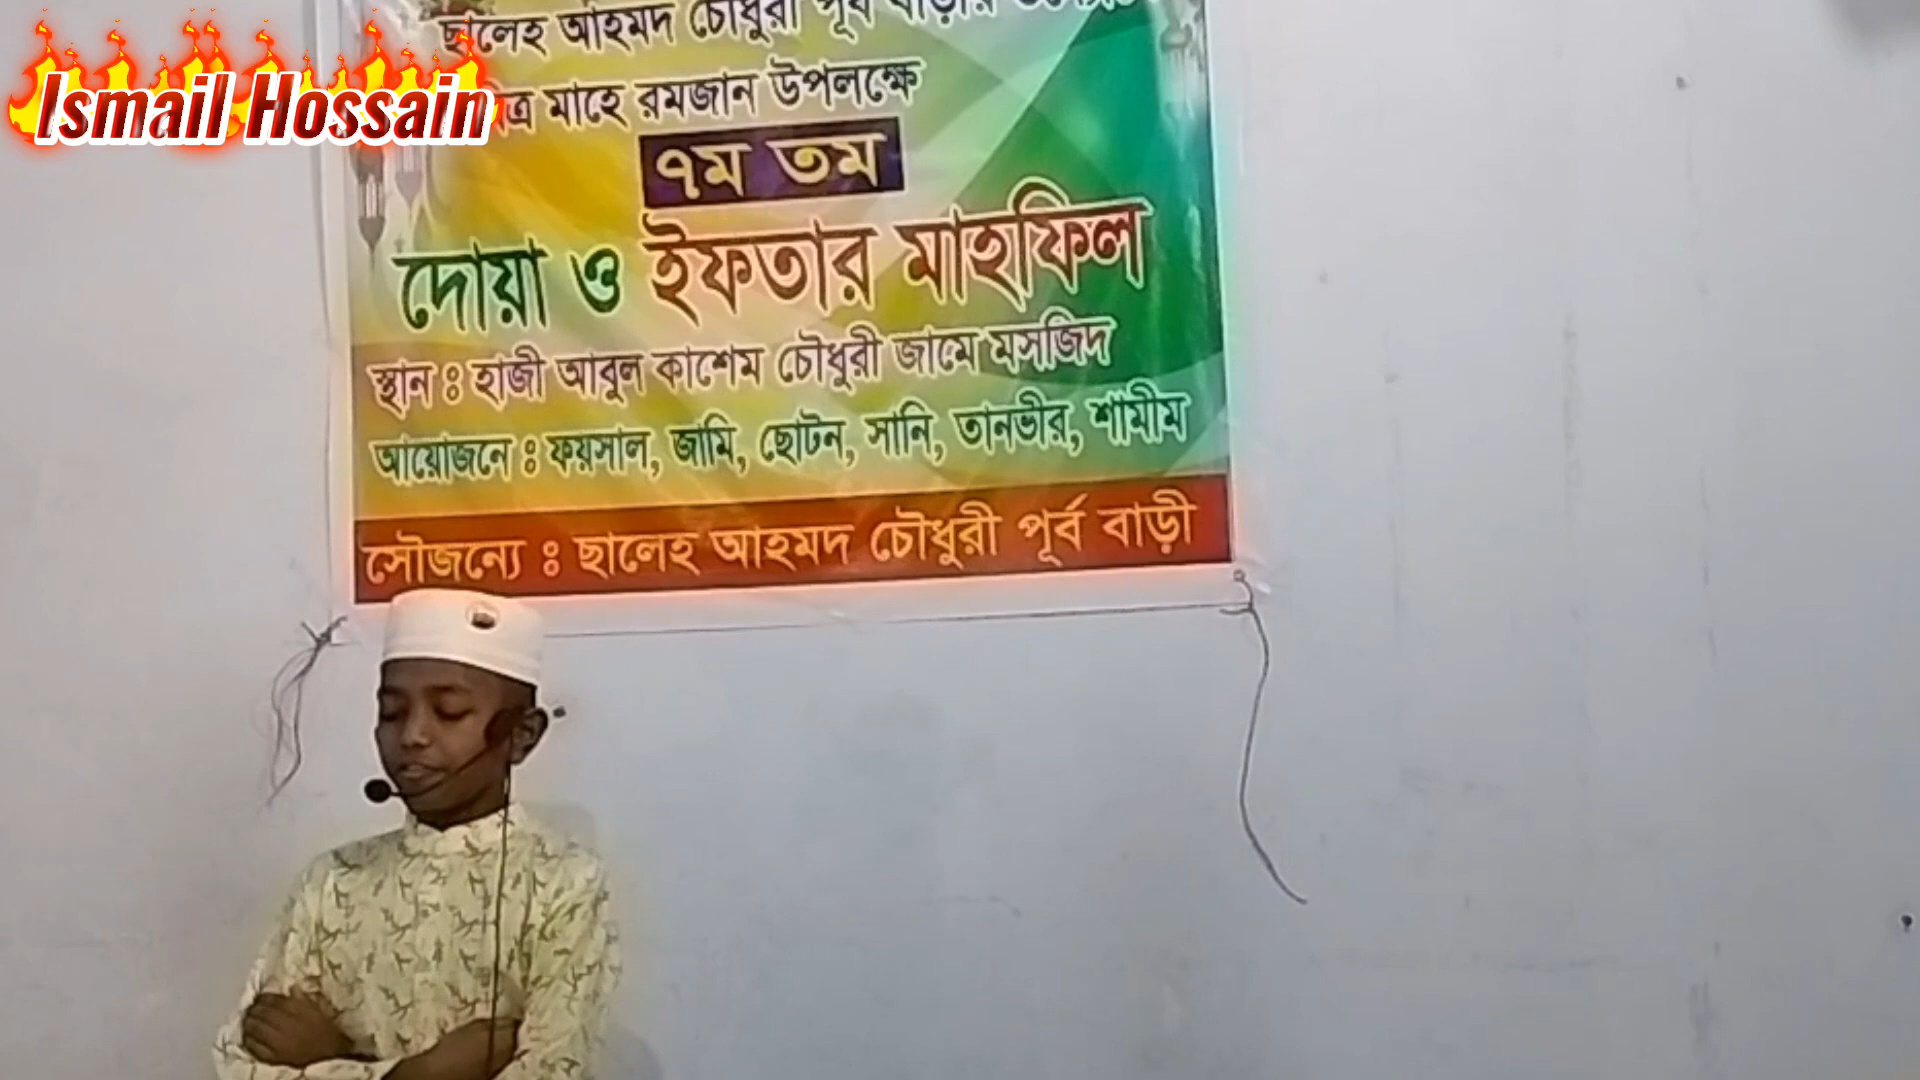 Ismail Hossain
ছালেহ আহমদ চৌধুরী পূর্ব বাড়ীর
মাহে রমজান উপলক্ষে
৭ম তম
দোয়া ও ইফতার মাহফিল
স্থান ঃ হাজী আবুল কাশেম চৌধুরী জামে মসজিদ
আয়োজনে ঃ ফয়সাল, জামি, ছোটন, সানি, তানভীর, শামীম
সৌজন্যে ঃ ছালেহ আহমদ চৌধুরী পূর্ব বাড়ী